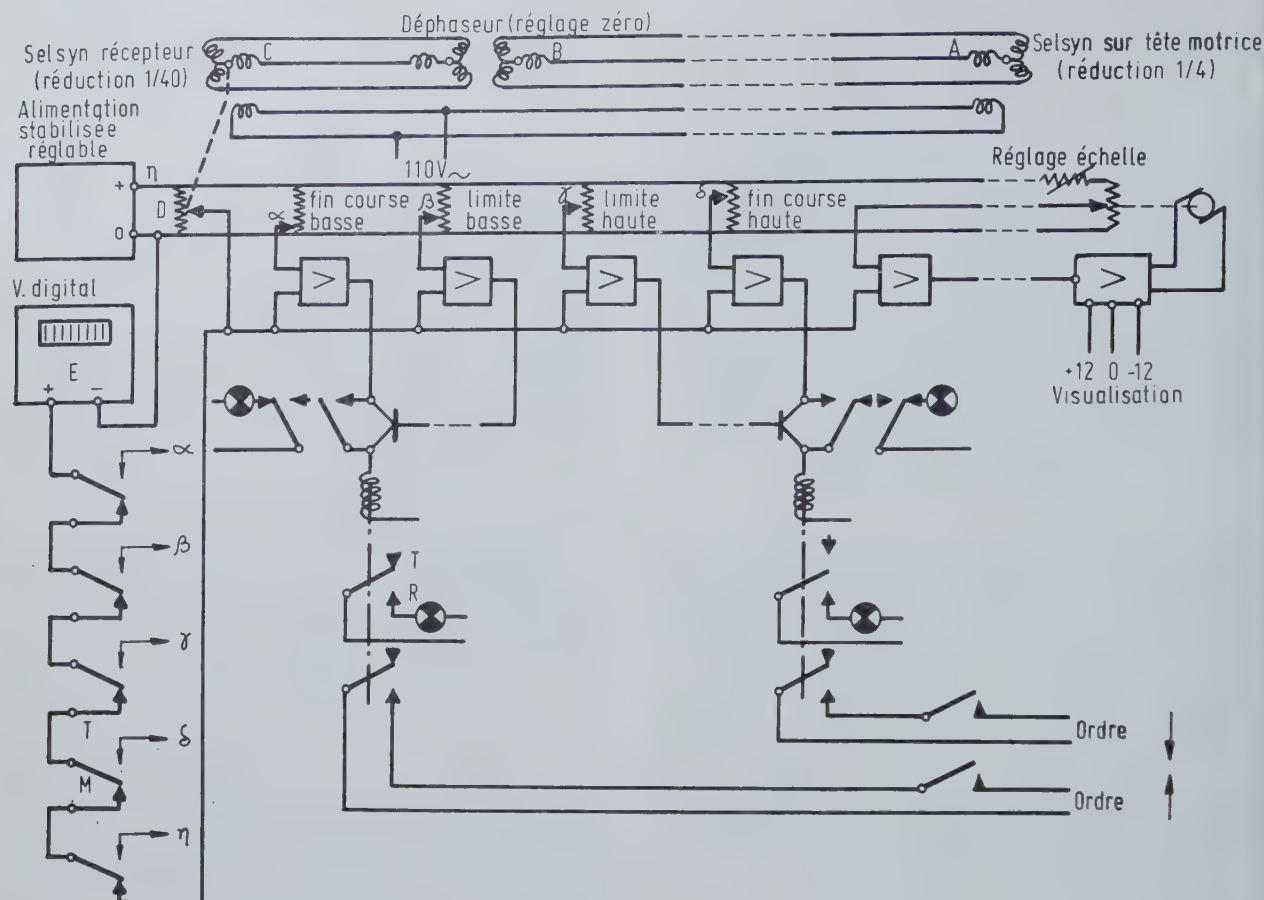 Déphaseur (réglage zéro)
Selsyn récepteur
(réduction 1/40)
C
B
A
Selsyn sur tête motrice
(réduction 1/4)
Alimentation
stabilisée
réglable
110V~
Réglage échelle
+
η
D
0
α
fin course
basse
β
limite
basse
γ
limite
haute
δ
fin course
haute
>
>
>
>
>
>
V. digital
E
+
−
+12 0 -12
Visualisation
α
β
T
R
γ
T
δ
M
η
Ordre
Ordre